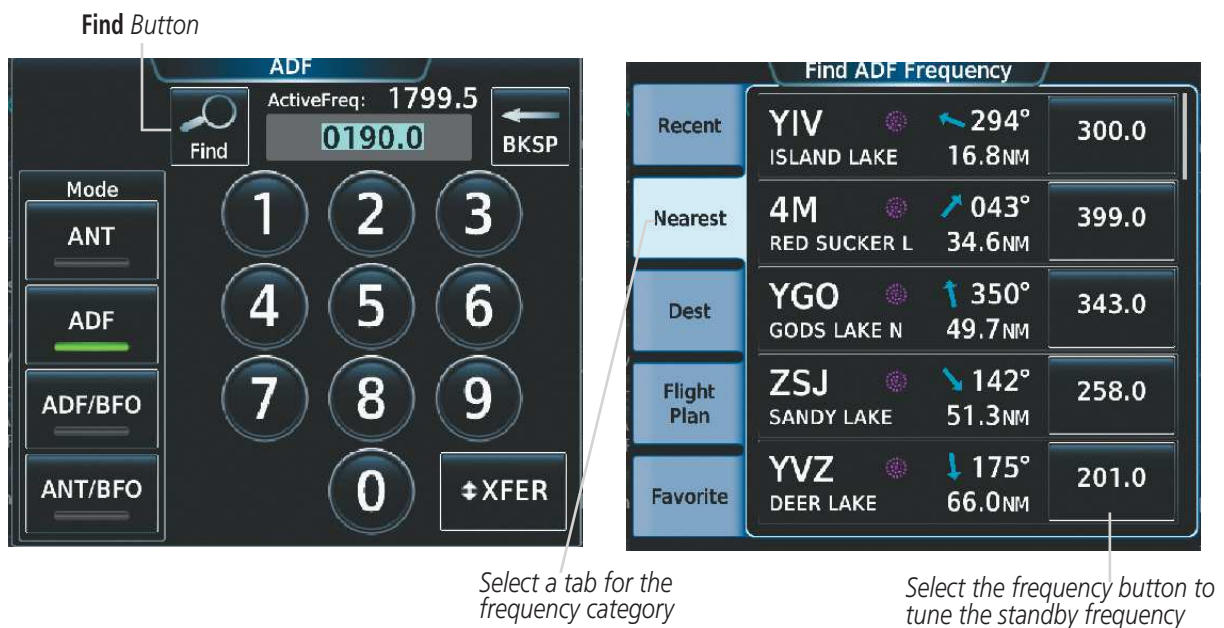 Find Button
ADF
ActiveFreq: 1799.5
0190.0
Find
BKSP
Mode
ANT
ADF
ADF/BFO
ANT/BFO
1 2 3
4 5 6
7 8 9
0
XFER
Find ADF Frequency
Recent
Nearest
Dest
Flight
Plan
Favorite
YIV 294° 300.0
ISLAND LAKE 16.8NM
4M 043° 399.0
RED SUCKER L 34.6NM
YGO 350° 343.0
GODS LAKE N 49.7NM
ZSJ 142° 258.0
SANDY LAKE 51.3NM
YVZ 175° 201.0
DEER LAKE 66.0NM
Select a tab for the
frequency category
Select the frequency button to
tune the standby frequency